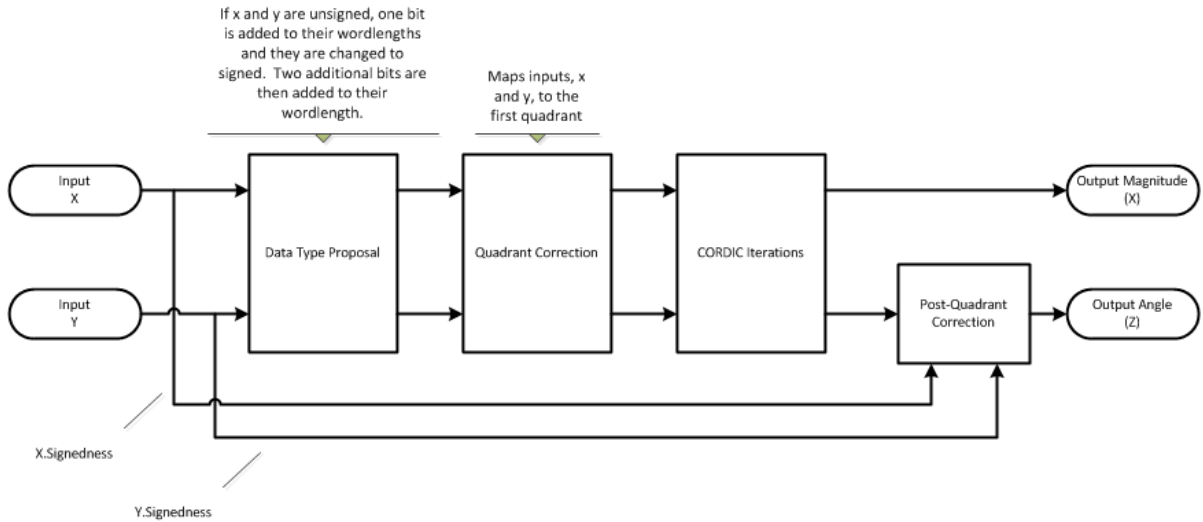 If x and y are unsigned, one bit
is added to their wordlengths
and they are changed to
signed.  Two additional bits are
then added to their
wordlength.
Maps inputs, x
and y, to the
first quadrant
Input
X
Data Type Proposal
Quadrant Correction
CORDIC Iterations
Output Magnitude
(X)
Input
Y
Post-Quadrant
Correction
Output Angle
(Z)
X.Signedness
Y.Signedness